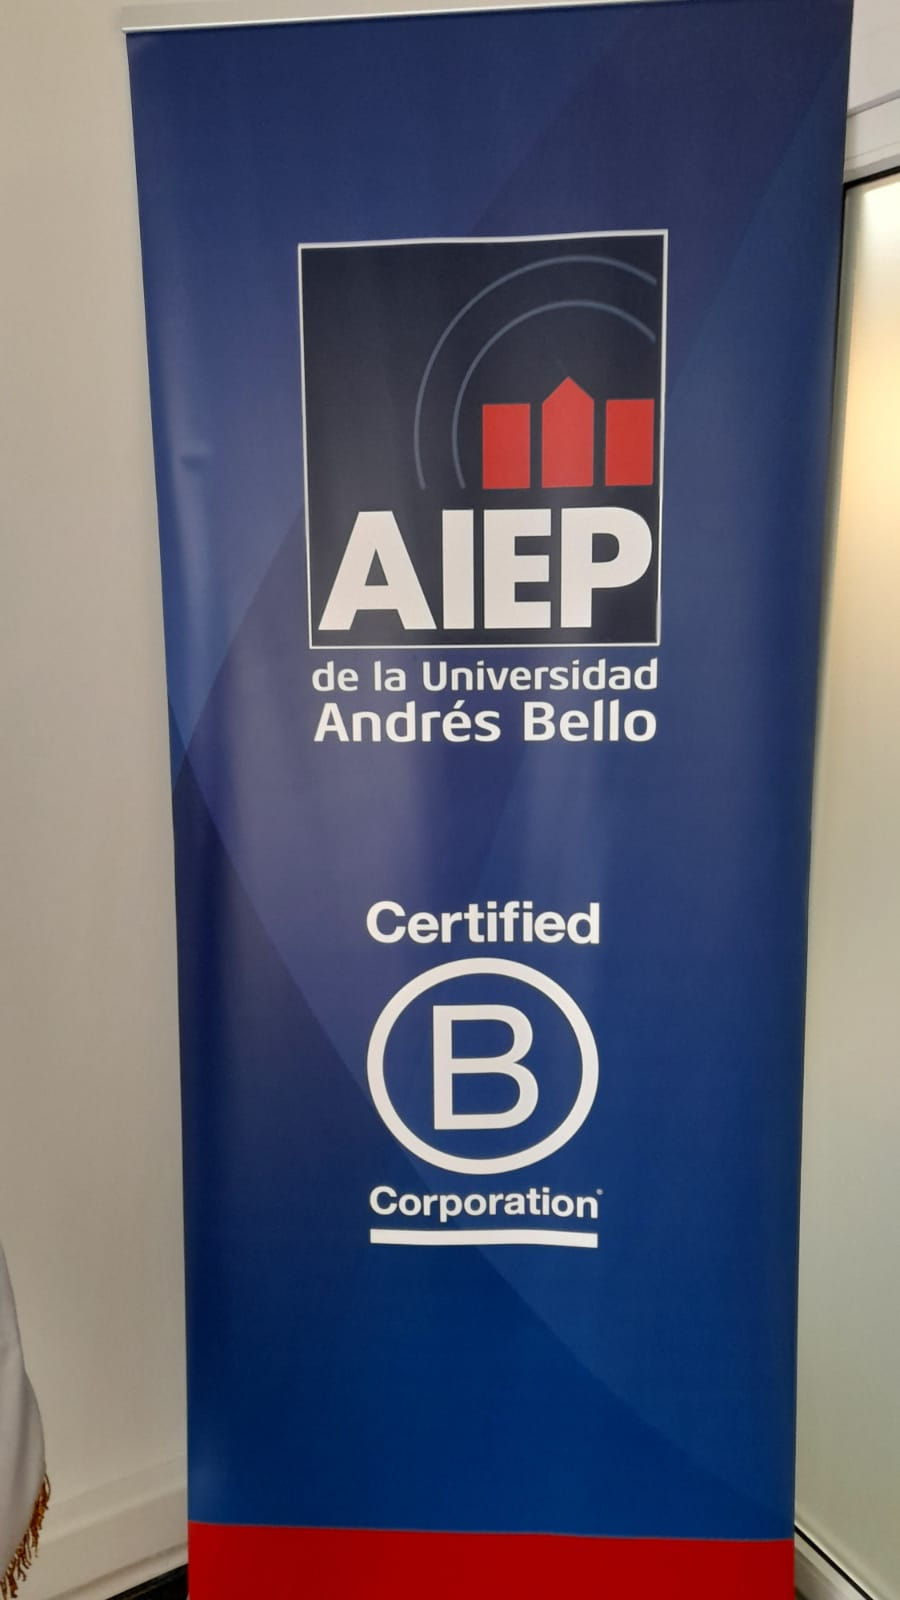 AIEP
de la Universidad
Andrés Bello
Certified
B
Corporation®